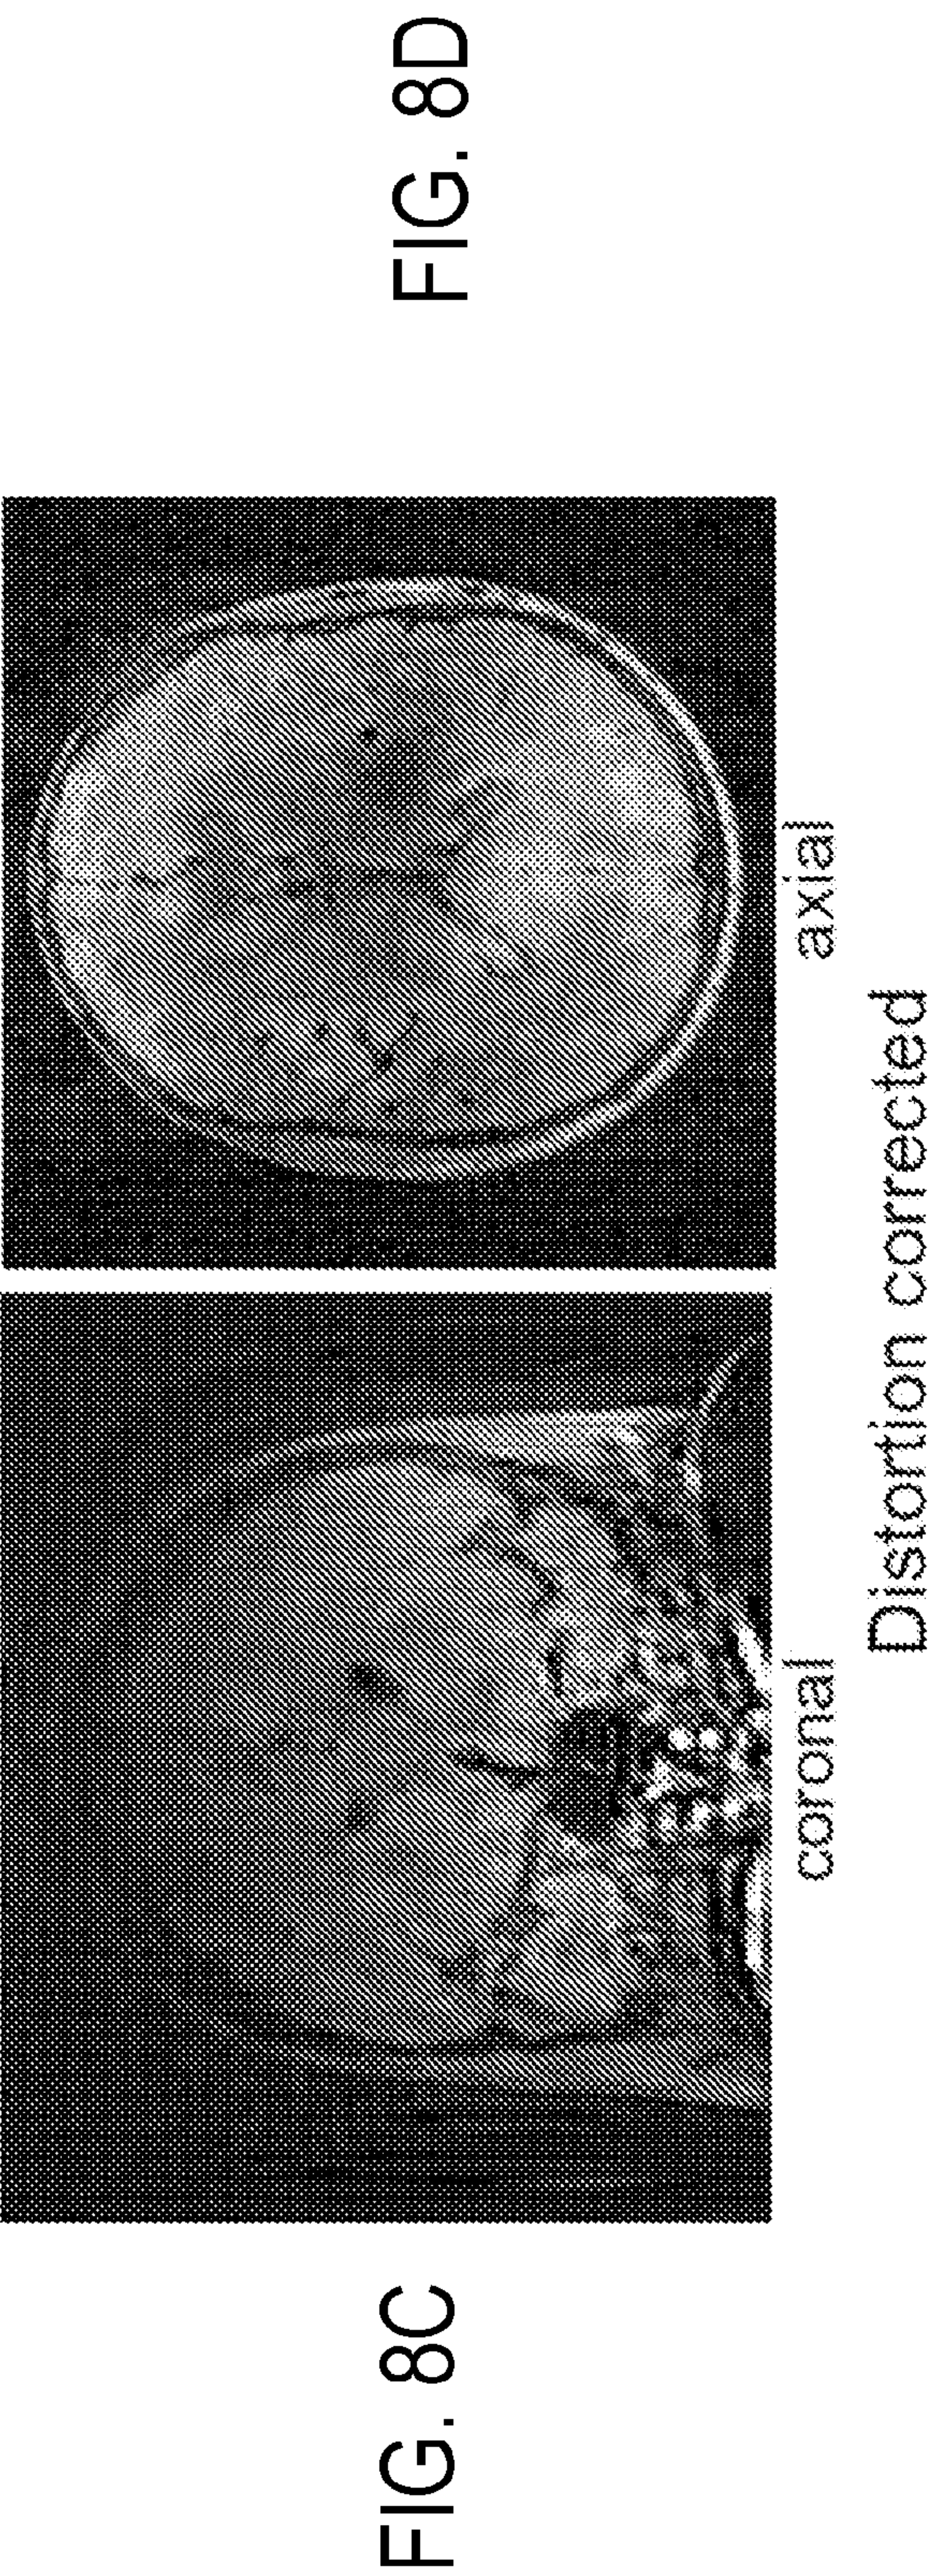 FIG. 8C
coronal
axial
FIG. 8D
Distortion corrected